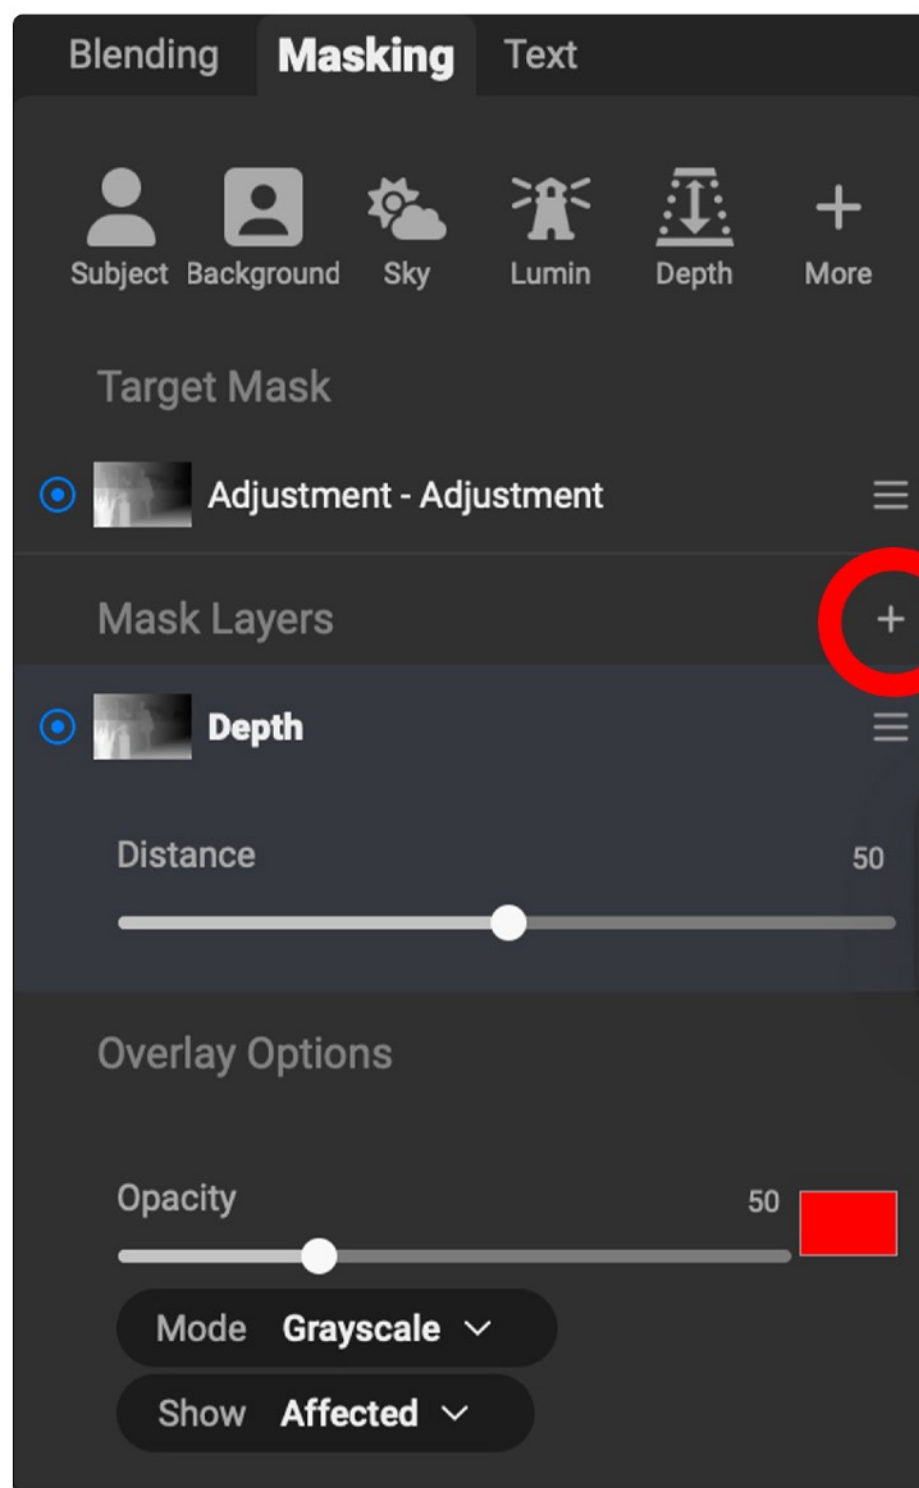 Blending Masking Text
Subject Background Sky Lumin Depth More
Target Mask
Adjustment - Adjustment
Mask Layers
Depth
Distance 50
Overlay Options
Opacity 50
Mode Grayscale
Show Affected